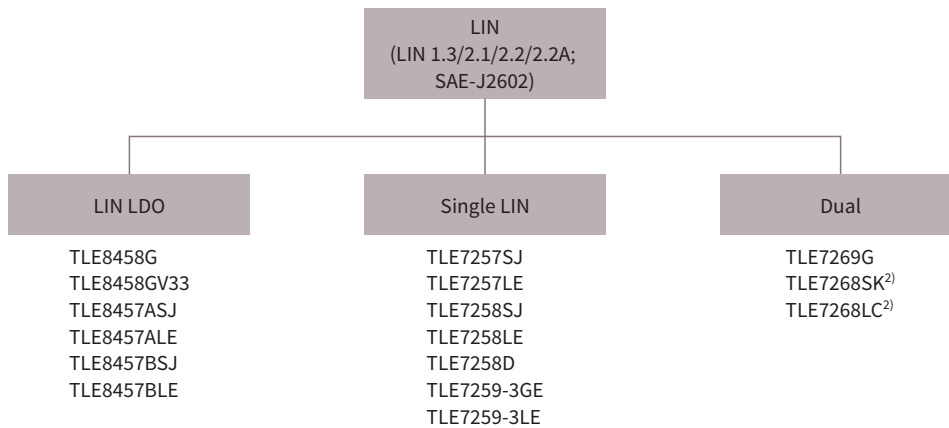 LIN
(LIN 1.3/2.1/2.2/2.2A;
SAE-J2602)
LIN LDO
TLE8458G
TLE8458GV33
TLE8457ASJ
TLE8457ALE
TLE8457BSJ
TLE8457BLE
Single LIN
TLE7257SJ
TLE7257LE
TLE7258SJ
TLE7258LE
TLE7258D
TLE7259-3GE
TLE7259-3LE
Dual
TLE7269G
TLE7268SK2)
TLE7268LC2)